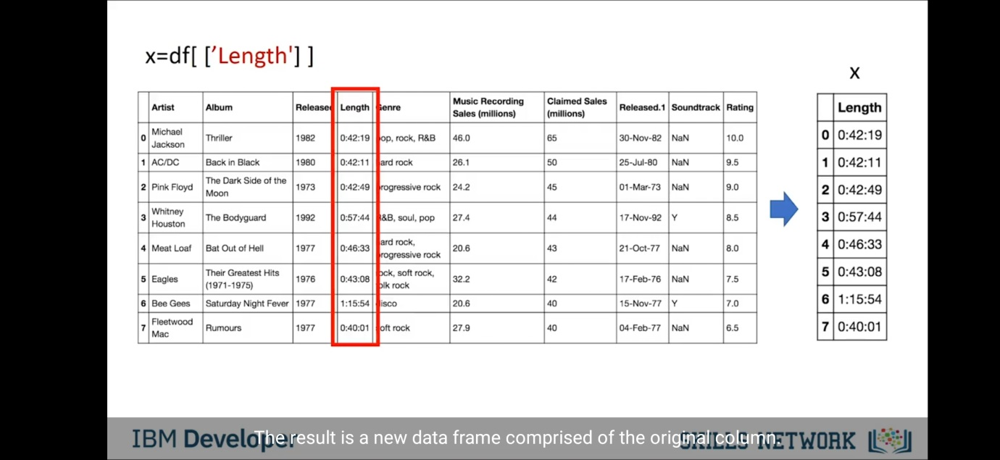 x=df[ ['Length'] ]
x
Artist Album Release Length enre Music Recording Sales (millions) Claimed Sales (millions) Released.1 Soundtrack Rating
0 Michael Jackson Thriller 1982 0:42:19 op, rock, R&B 46.0 65 30-Nov-82 NaN 10.0
1 AC/DC Back in Black 1980 0:42:11 ard rock 26.1 50 25-Jul-80 NaN 9.5
2 Pink Floyd The Dark Side of the Moon 1973 0:42:49 rogressive rock 24.2 45 01-Mar-73 NaN 9.0
3 Whitney Houston The Bodyguard 1992 0:57:44 &B, soul, pop 27.4 44 17-Nov-92 Y 8.5
4 Meat Loaf Bat Out of Hell 1977 0:46:33 ard rock, rogressive rock 20.6 43 21-Oct-77 NaN 8.0
5 Eagles Their Greatest Hits (1971-1975) 1976 0:43:08 ock, soft rock, olk rock 32.2 42 17-Feb-76 NaN 7.5
6 Bee Gees Saturday Night Fever 1977 1:15:54 isco 20.6 40 15-Nov-77 Y 7.0
7 Fleetwood Mac Rumours 1977 0:40:01 oft rock 27.9 40 04-Feb-77 NaN 6.5
Length
0 0:42:19
1 0:42:11
2 0:42:49
3 0:57:44
4 0:46:33
5 0:43:08
6 1:15:54
7 0:40:01
IBM Developer
The result is a new data frame comprised of the original column.
SKILLS NETWORK